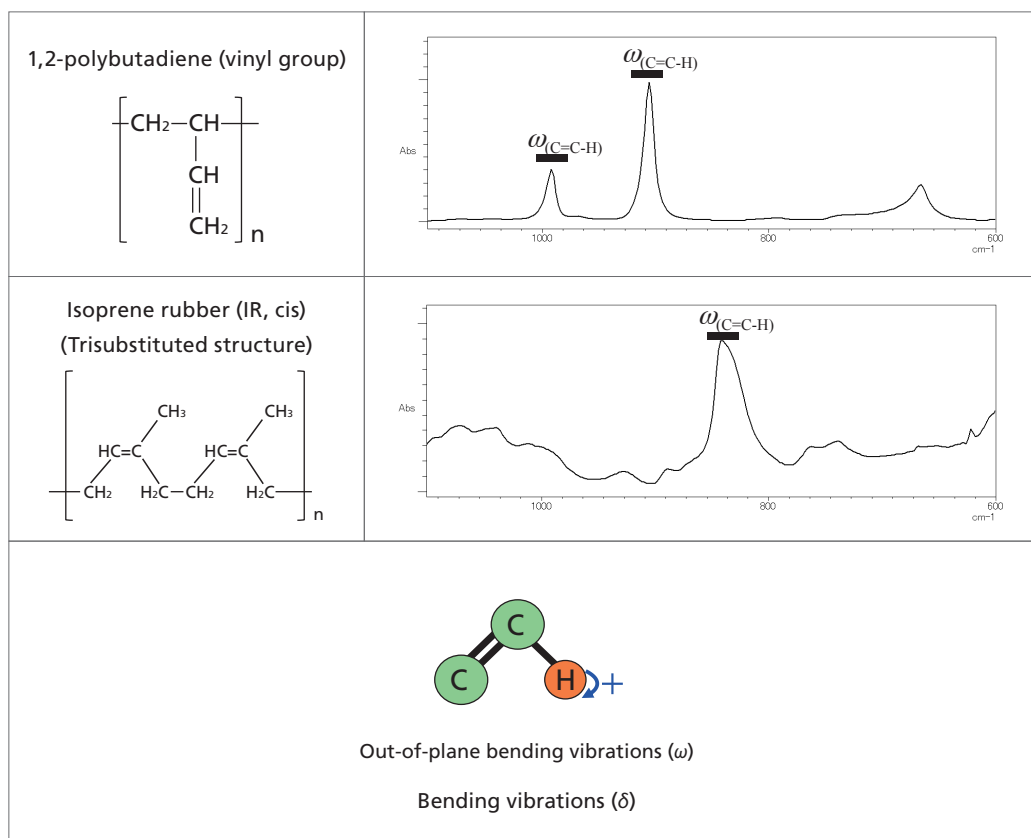 1,2-polybutadiene (vinyl group)
CH₂ CH
CH
CH₂
n
ω(C=C-H)
ω(C=C-H)
Abs
1000 800 600
cm-1
Isoprene rubber (IR, cis)
(Trisubstituted structure)
CH₃ CH₃
HC=C HC=C
CH₂ H₂C CH₂ H₂C
n
ω(C=C-H)
Abs
1000 800 600
cm-1
C
C H +
Out-of-plane bending vibrations (ω)
Bending vibrations (δ)